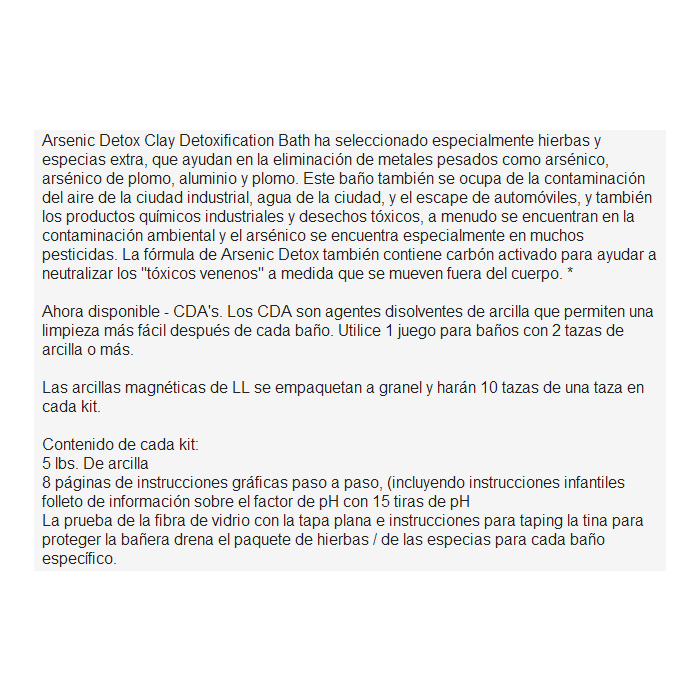 Arsenic Detox Clay Detoxification Bath ha seleccionado especialmente hierbas y
especias extra, que ayudan en la eliminación de metales pesados como arsénico,
arsénico de plomo, aluminio y plomo. Este baño también se ocupa de la contaminación
del aire de la ciudad industrial, agua de la ciudad, y el escape de automóviles, y también
los productos químicos industriales y desechos tóxicos, a menudo se encuentran en la
contaminación ambiental y el arsénico se encuentra especialmente en muchos
pesticidas. La fórmula de Arsenic Detox también contiene carbón activado para ayudar a
neutralizar los "tóxicos venenos" a medida que se mueven fuera del cuerpo. *
Ahora disponible - CDA's. Los CDA son agentes disolventes de arcilla que permiten una
limpieza más fácil después de cada baño. Utilice 1 juego para baños con 2 tazas de
arcilla o más.
Las arcillas magnéticas de LL se empaquetan a granel y harán 10 tazas de una taza en
cada kit.
Contenido de cada kit:
5 lbs. De arcilla
8 páginas de instrucciones gráficas paso a paso, (incluyendo instrucciones infantiles
folleto de información sobre el factor de pH con 15 tiras de pH
La prueba de la fibra de vidrio con la tapa plana e instrucciones para taping la tina para
proteger la bañera drena el paquete de hierbas / de las especias para cada baño
específico.